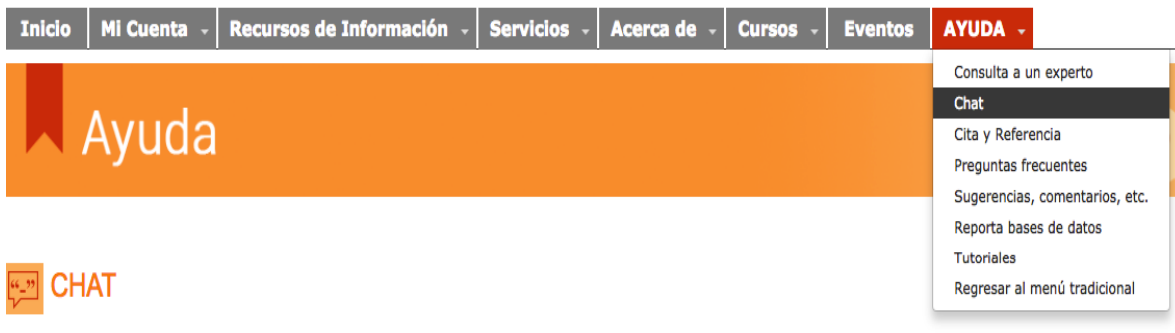 Inicio Mi Cuenta Recursos de Información Servicios Acerca de Cursos Eventos AYUDA
Consulta a un experto
Chat
Cita y Referencia
Preguntas frecuentes
Sugerencias, comentarios, etc.
Reporta bases de datos
Tutoriales
Regresar al menú tradicional
Ayuda
CHAT